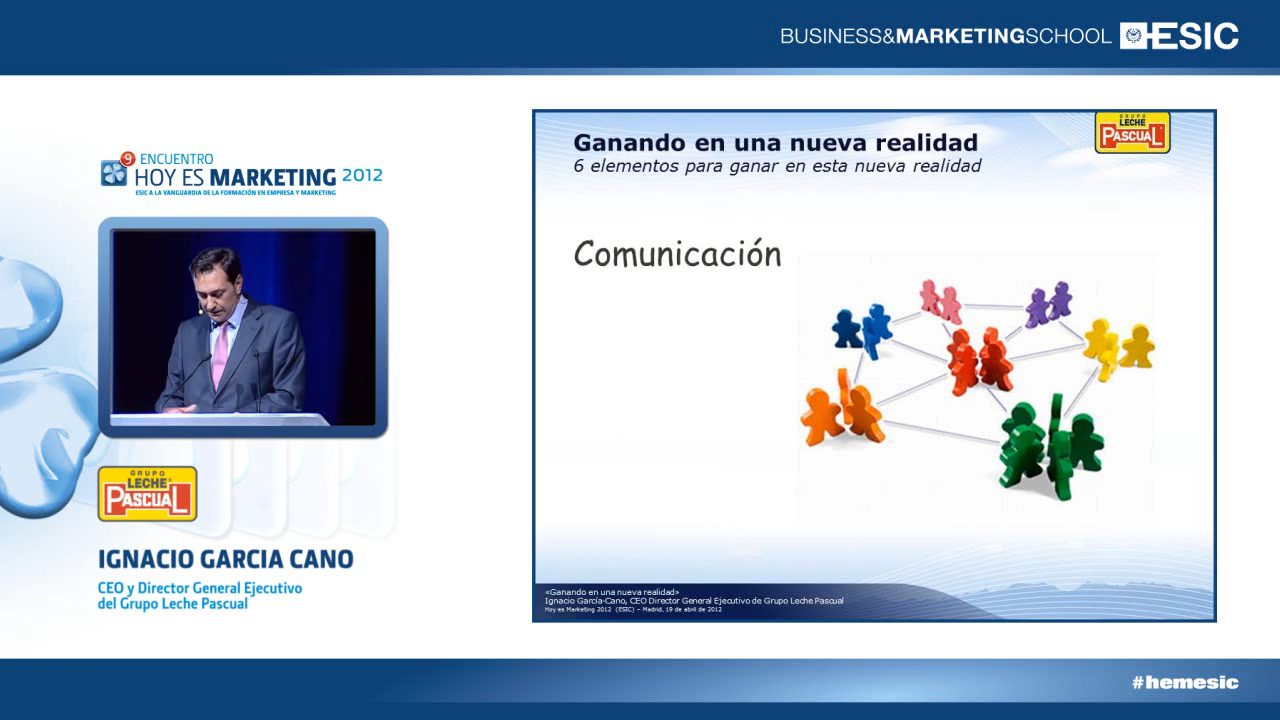 BUSINESS&MARKETINGSCHOOL ESIC
9 ENCUENTRO
HOY ES MARKETING 2012
ESIC A LA VANGUARDIA DE LA FORMACIÓN EN EMPRESA Y MARKETING
GRUPO
LECHE
PASCUAL
IGNACIO GARCIA CANO
CEO y Director General Ejecutivo
del Grupo Leche Pascual
Ganando en una nueva realidad
6 elementos para ganar en esta nueva realidad
GRUPO
LECHE
PASCUAL
Comunicación
«Ganando en una nueva realidad»
Ignacio García-Cano, CEO Director General Ejecutivo de Grupo Leche Pascual
Hoy es Marketing 2012 (ESIC) – Madrid, 19 de abril de 2012
#hemesic